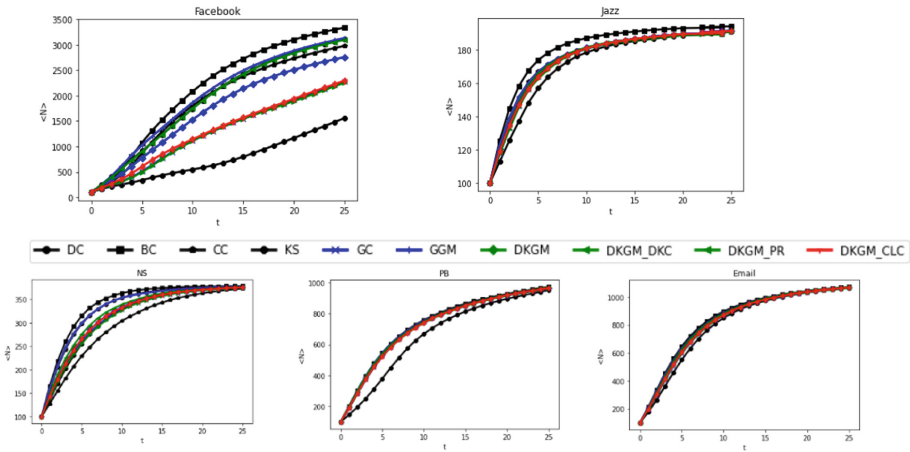 Facebook
<N>
3500
3000
2500
2000
1500
1000
500
0
0 5 10 15 20 25
t
Jazz
<N>
180
160
140
120
100
0 5 10 15 20 25
t
DC BC CC KS GC GGM DKGM DKGM_DKC DKGM_PR DKGM_CLC
NS
<N>
350
300
250
200
150
100
0 5 10 15 20 25
t
PB
<N>
1000
800
600
400
200
0 5 10 15 20 25
t
Email
<N>
1000
800
600
400
200
0 5 10 15 20 25
t